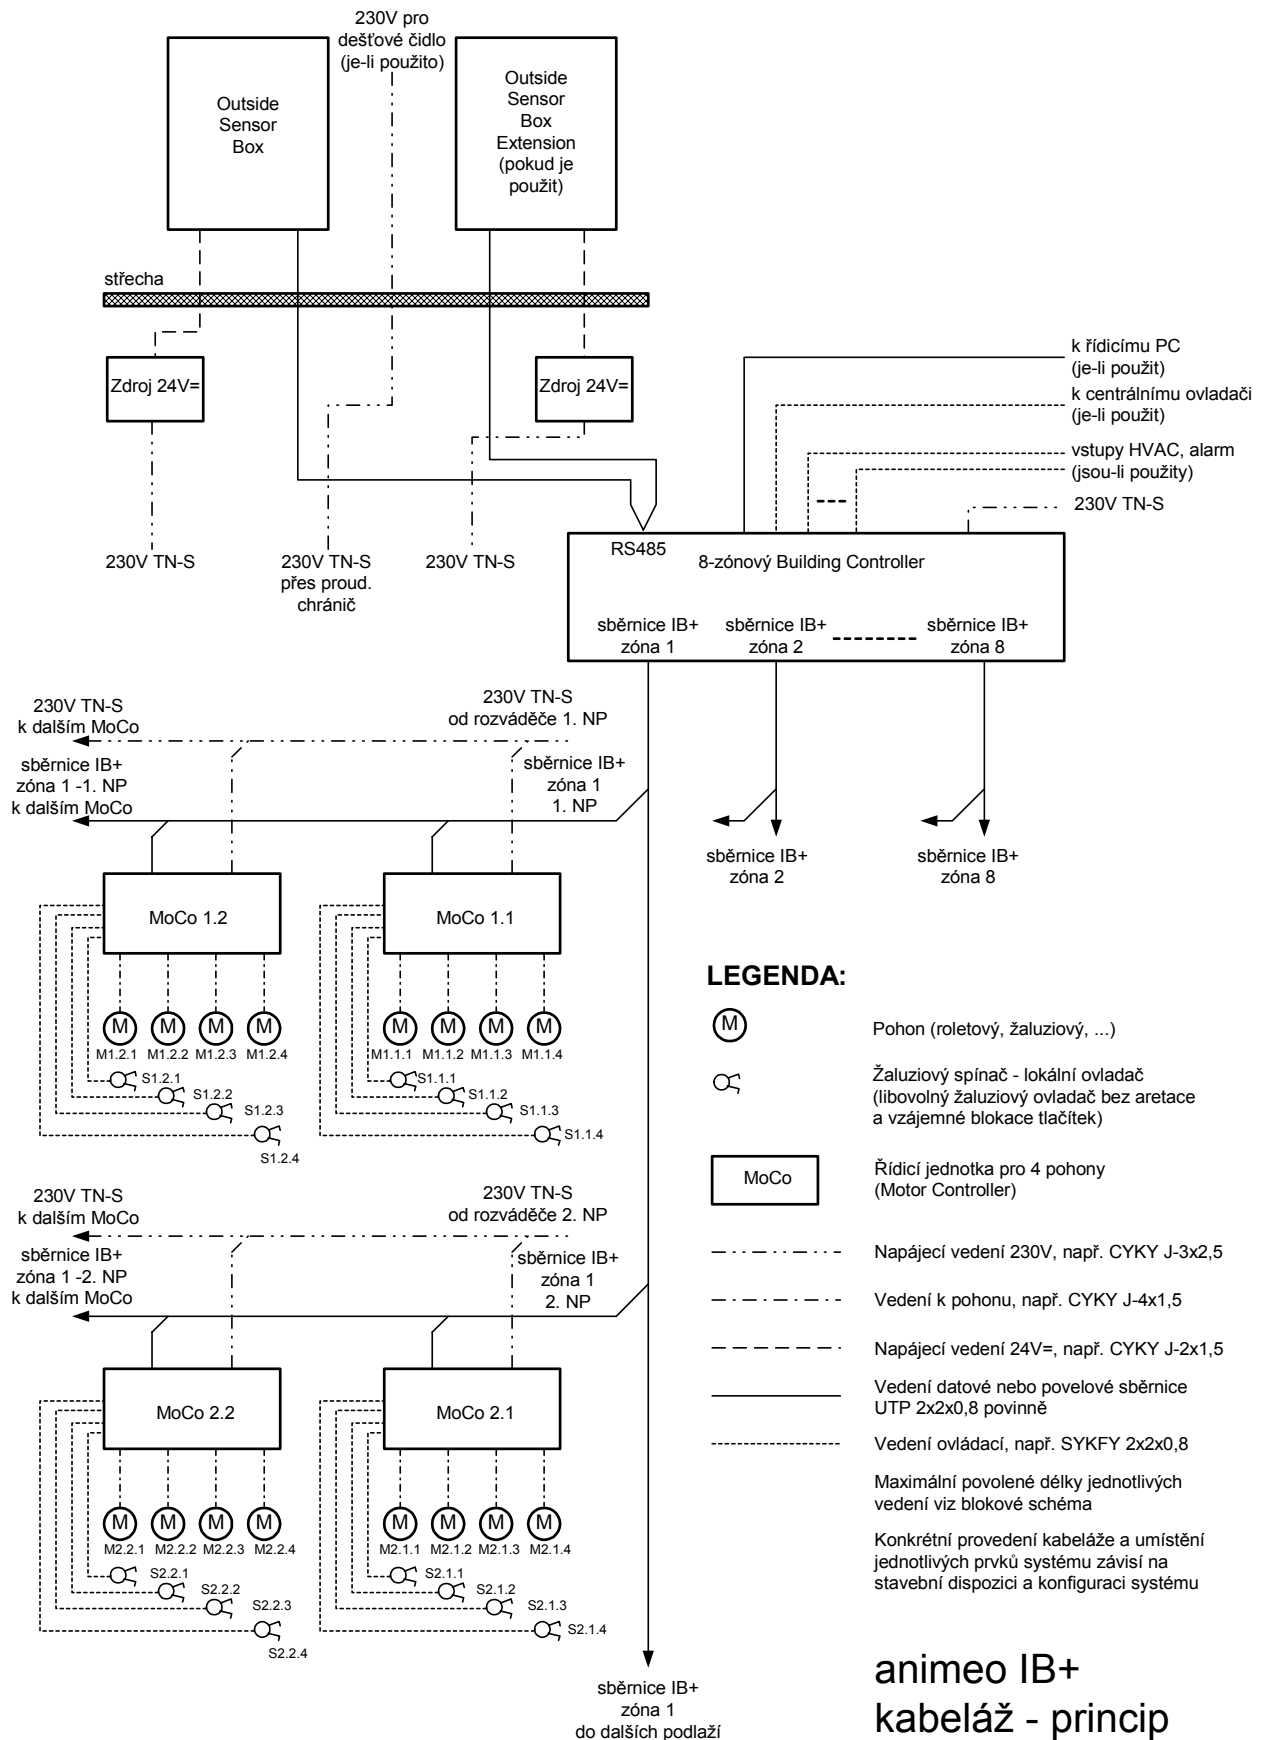 230V pro
dešťové čidlo
(je-li použito)
Outside
Sensor
Box
Outside
Sensor
Box
Extension
(pokud je
použit)
střecha
Zdroj 24V=
Zdroj 24V=
230V TN-S
230V TN-S
přes proud.
chránič
230V TN-S
k řídicímu PC
(je-li použit)
k centrálnímu ovladači
(je-li použit)
vstupy HVAC, alarm
(jsou-li použity)
230V TN-S
RS485
8-zónový Building Controller
sběrnice IB+
zóna 1
sběrnice IB+
zóna 2
sběrnice IB+
zóna 8
230V TN-S
k dalším MoCo
230V TN-S
od rozváděče 1. NP
sběrnice IB+
zóna 1 -1. NP
k dalším MoCo
sběrnice IB+
zóna 1
1. NP
sběrnice IB+
zóna 2
sběrnice IB+
zóna 8
MoCo 1.2
MoCo 1.1
M M M M
M M M M
M1.2.1 M1.2.2 M1.2.3 M1.2.4
M1.1.1 M1.1.2 M1.1.3 M1.1.4
S1.2.1
S1.2.2
S1.2.3
S1.2.4
S1.1.1
S1.1.2
S1.1.3
S1.1.4
230V TN-S
k dalším MoCo
230V TN-S
od rozváděče 2. NP
sběrnice IB+
zóna 1 -2. NP
k dalším MoCo
sběrnice IB+
zóna 1
2. NP
MoCo 2.2
MoCo 2.1
M M M M
M M M M
M2.2.1 M2.2.2 M2.2.3 M2.2.4
M2.1.1 M2.1.2 M2.1.3 M2.1.4
S2.2.1
S2.2.2
S2.2.3
S2.2.4
S2.1.1
S2.1.2
S2.1.3
S2.1.4
sběrnice IB+
zóna 1
do dalších podlaží
LEGENDA:
M
Pohon (roletový, žaluziový, ...)
Žaluziový spínač - lokální ovladač
(libovolný žaluziový ovladač bez aretace
a vzájemné blokace tlačítek)
MoCo
Řídicí jednotka pro 4 pohony
(Motor Controller)
Napájecí vedení 230V, např. CYKY J-3x2,5
Vedení k pohonu, např. CYKY J-4x1,5
Napájecí vedení 24V=, např. CYKY J-2x1,5
Vedení datové nebo povelové sběrnice
UTP 2x2x0,8 povinně
Vedení ovládací, např. SYKFY 2x2x0,8
Maximální povolené délky jednotlivých
vedení viz blokové schéma
Konkrétní provedení kabeláže a umístění
jednotlivých prvků systému závisí na
stavební dispozici a konfiguraci systému
animeo IB+
kabeláž - princip